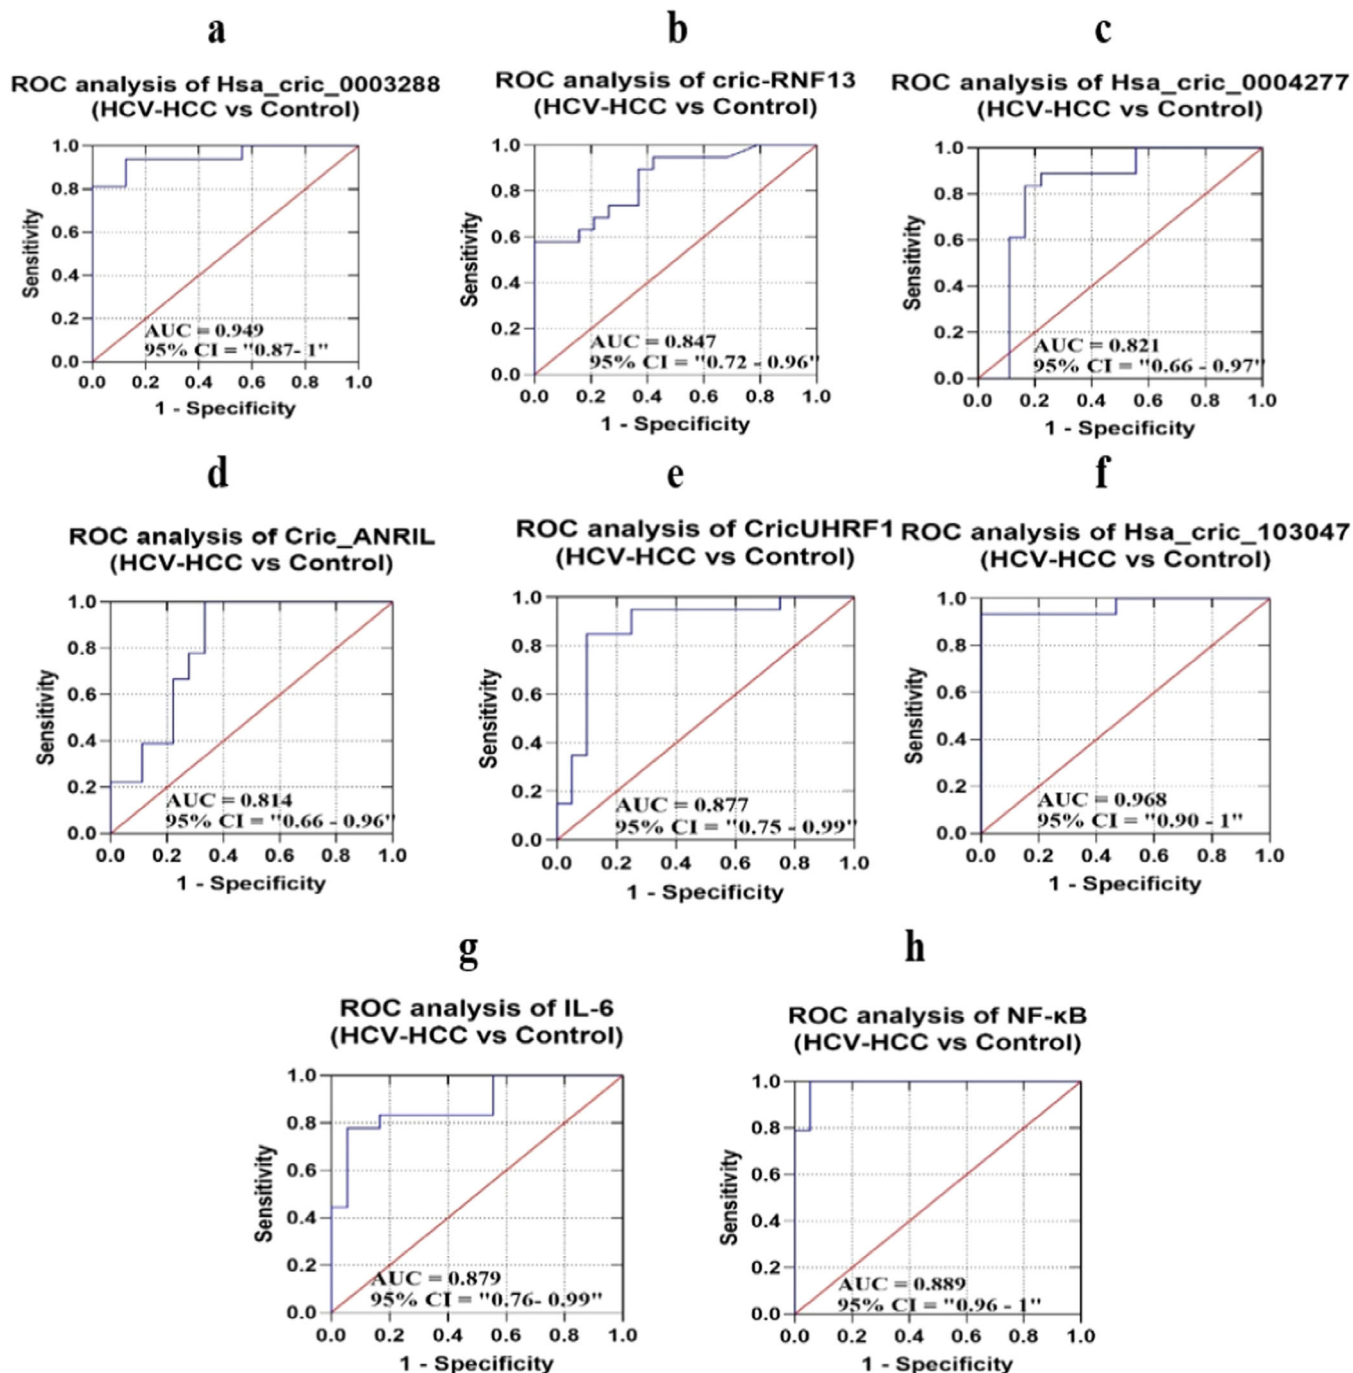 a
ROC analysis of Hsa_cric_0003288
(HCV-HCC vs Control)
1.0
0.8
0.6
0.4
0.2
0.0
Sensitivity
AUC = 0.949
95% CI = "0.87- 1"
0.0 0.2 0.4 0.6 0.8 1.0
1 - Specificity
b
ROC analysis of cric-RNF13
(HCV-HCC vs Control)
1.0
0.8
0.6
0.4
0.2
0.0
Sensitivity
AUC = 0.847
95% CI = "0.72 - 0.96"
0.0 0.2 0.4 0.6 0.8 1.0
1 - Specificity
c
ROC analysis of Hsa_cric_0004277
(HCV-HCC vs Control)
1.0
0.8
0.6
0.4
0.2
0.0
Sensitivity
AUC = 0.821
95% CI = "0.66 - 0.97"
0.0 0.2 0.4 0.6 0.8 1.0
1 - Specificity
d
ROC analysis of Cric_ANRIL
(HCV-HCC vs Control)
1.0
0.8
0.6
0.4
0.2
0.0
Sensitivity
AUC = 0.814
95% CI = "0.66 - 0.96"
0.0 0.2 0.4 0.6 0.8 1.0
1 - Specificity
e
ROC analysis of CricUHRF1
(HCV-HCC vs Control)
1.0
0.8
0.6
0.4
0.2
0.0
Sensitivity
AUC = 0.877
95% CI = "0.75 - 0.99"
0.0 0.2 0.4 0.6 0.8 1.0
1 - Specificity
f
ROC analysis of Hsa_cric_103047
(HCV-HCC vs Control)
1.0
0.8
0.6
0.4
0.2
0.0
Sensitivity
AUC = 0.968
95% CI = "0.90 - 1"
0.0 0.2 0.4 0.6 0.8 1.0
1 - Specificity
g
ROC analysis of IL-6
(HCV-HCC vs Control)
1.0
0.8
0.6
0.4
0.2
0.0
Sensitivity
AUC = 0.879
95% CI = "0.76- 0.99"
0.0 0.2 0.4 0.6 0.8 1.0
1 - Specificity
h
ROC analysis of NF-κB
(HCV-HCC vs Control)
1.0
0.8
0.6
0.4
0.2
0.0
Sensitivity
AUC = 0.889
95% CI = "0.96 - 1"
0.0 0.2 0.4 0.6 0.8 1.0
1 - Specificity